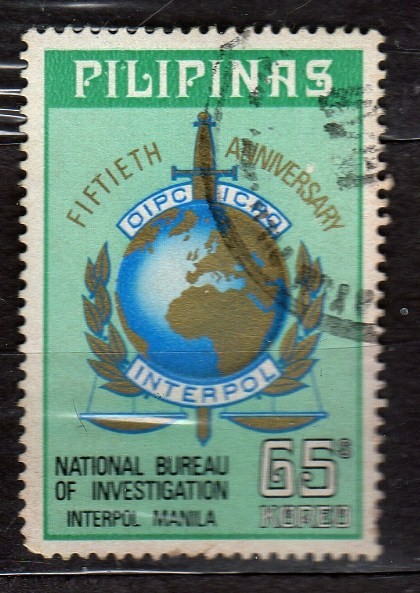 PILIPINAS
FIFTIETH ANNIVERSARY
OIPC ICPO
INTERPOL
NATIONAL BUREAU
OF INVESTIGATION
INTERPOL MANILA
65s
KOREO